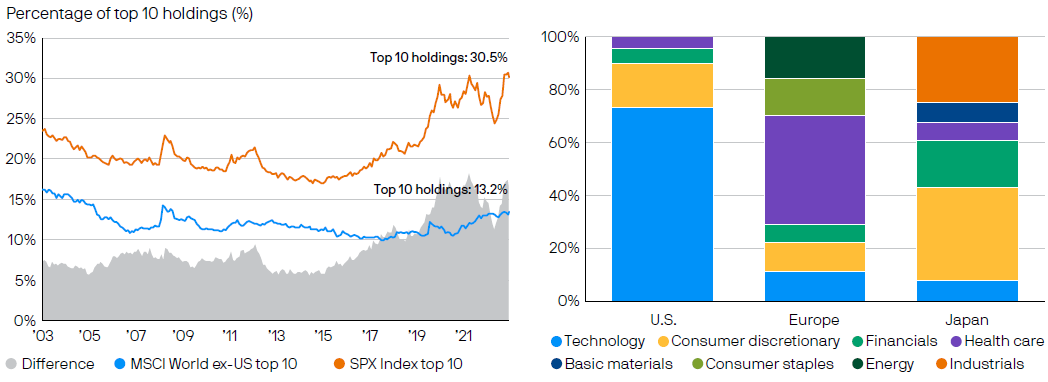 Percentage of top 10 holdings (%)
35%
30%
25%
20%
15%
10%
5%
0%
Top 10 holdings: 30.5%
Top 10 holdings: 13.2%
’03 ’05 ’07 ’09 ’11 ’13 ’15 ’17 ’19 ’21
Difference MSCI World ex-US top 10 SPX Index top 10
100%
80%
60%
40%
20%
0%
U.S. Europe Japan
Technology Consumer discretionary Financials Health care
Basic materials Consumer staples Energy Industrials